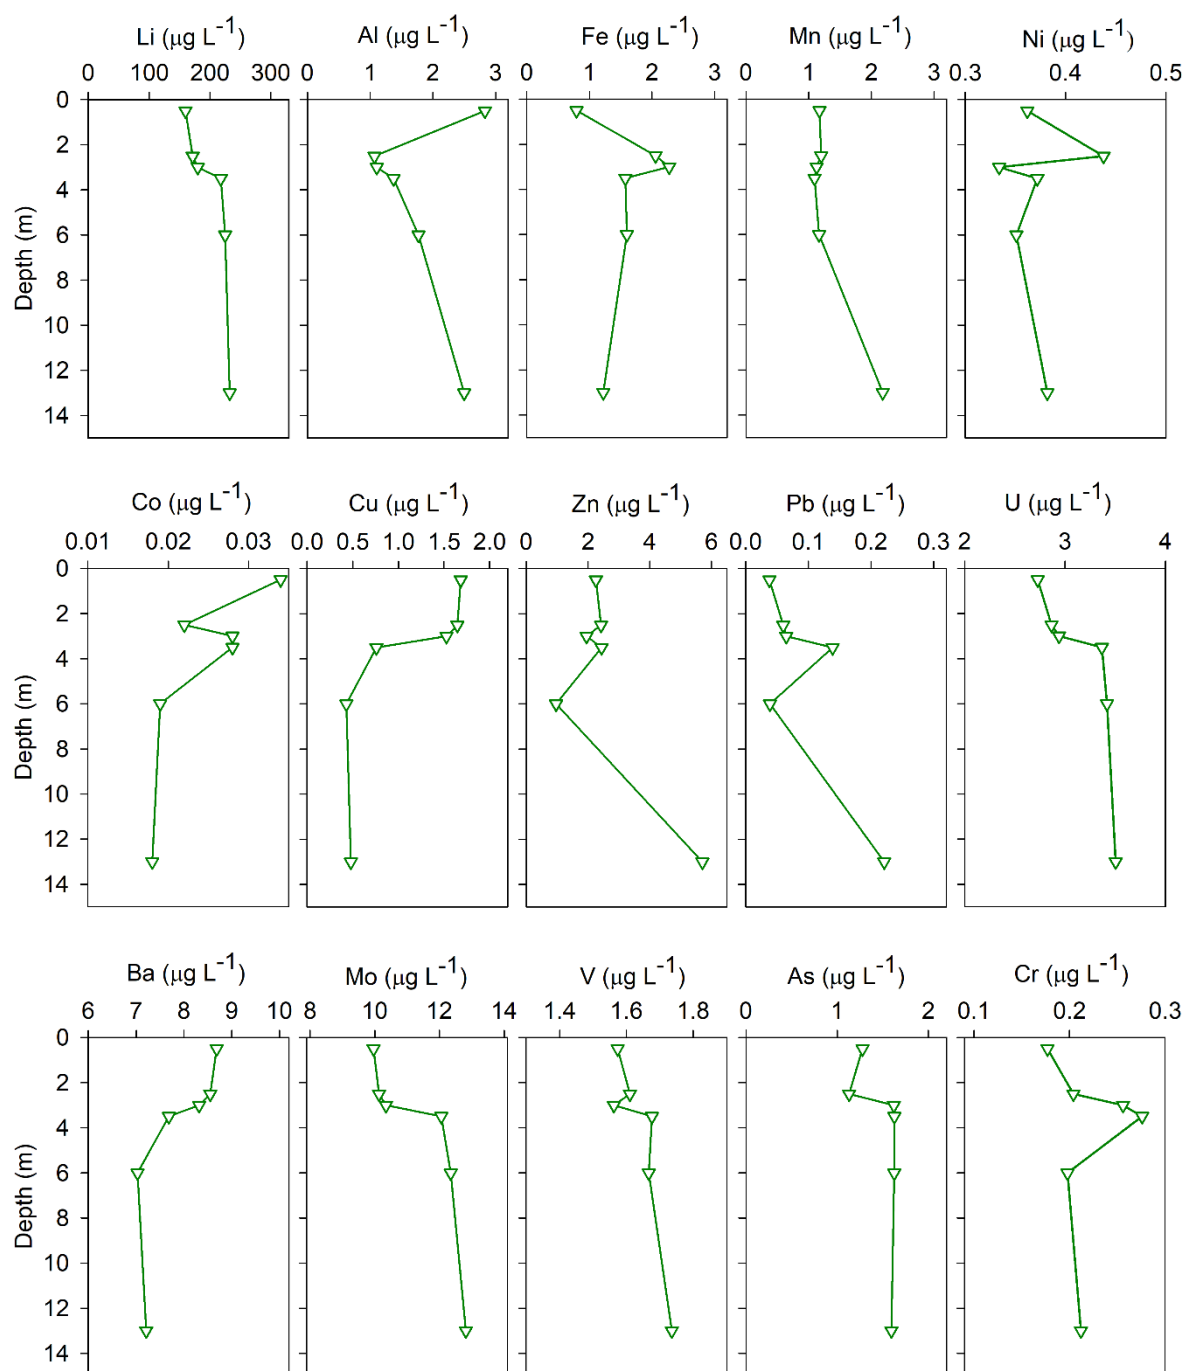 Li (μg L⁻¹) Al (μg L⁻¹) Fe (μg L⁻¹) Mn (μg L⁻¹) Ni (μg L⁻¹)
0 100 200 300 0 1 2 3 0 1 2 3 0 1 2 3 0.3 0.4 0.5
0
2
4
6
8
10
12
14
Depth (m)
Co (μg L⁻¹) Cu (μg L⁻¹) Zn (μg L⁻¹) Pb (μg L⁻¹) U (μg L⁻¹)
0.01 0.02 0.03 0.0 0.5 1.0 1.5 2.0 0 2 4 6 0.0 0.1 0.2 0.3 2 3 4
0
2
4
6
8
10
12
14
Depth (m)
Ba (μg L⁻¹) Mo (μg L⁻¹) V (μg L⁻¹) As (μg L⁻¹) Cr (μg L⁻¹)
6 7 8 9 10 8 10 12 14 1.4 1.6 1.8 0 1 2 0.1 0.2 0.3
0
2
4
6
8
10
12
14
Depth (m)